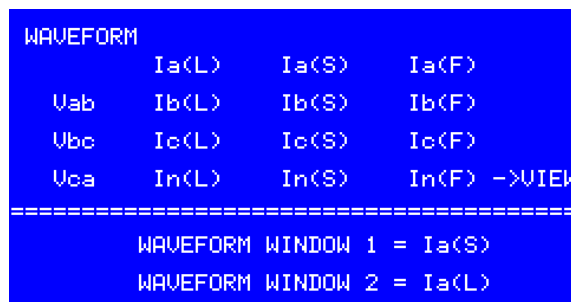 WAVEFORM
Ia(L) Ia(S) Ia(F)
Vab Ib(L) Ib(S) Ib(F)
Vbc Ic(L) Ic(S) Ic(F)
Vca In(L) In(S) In(F) ->VIEW
=========================================
WAVEFORM WINDOW 1 = Ia(S)
WAVEFORM WINDOW 2 = Ia(L)